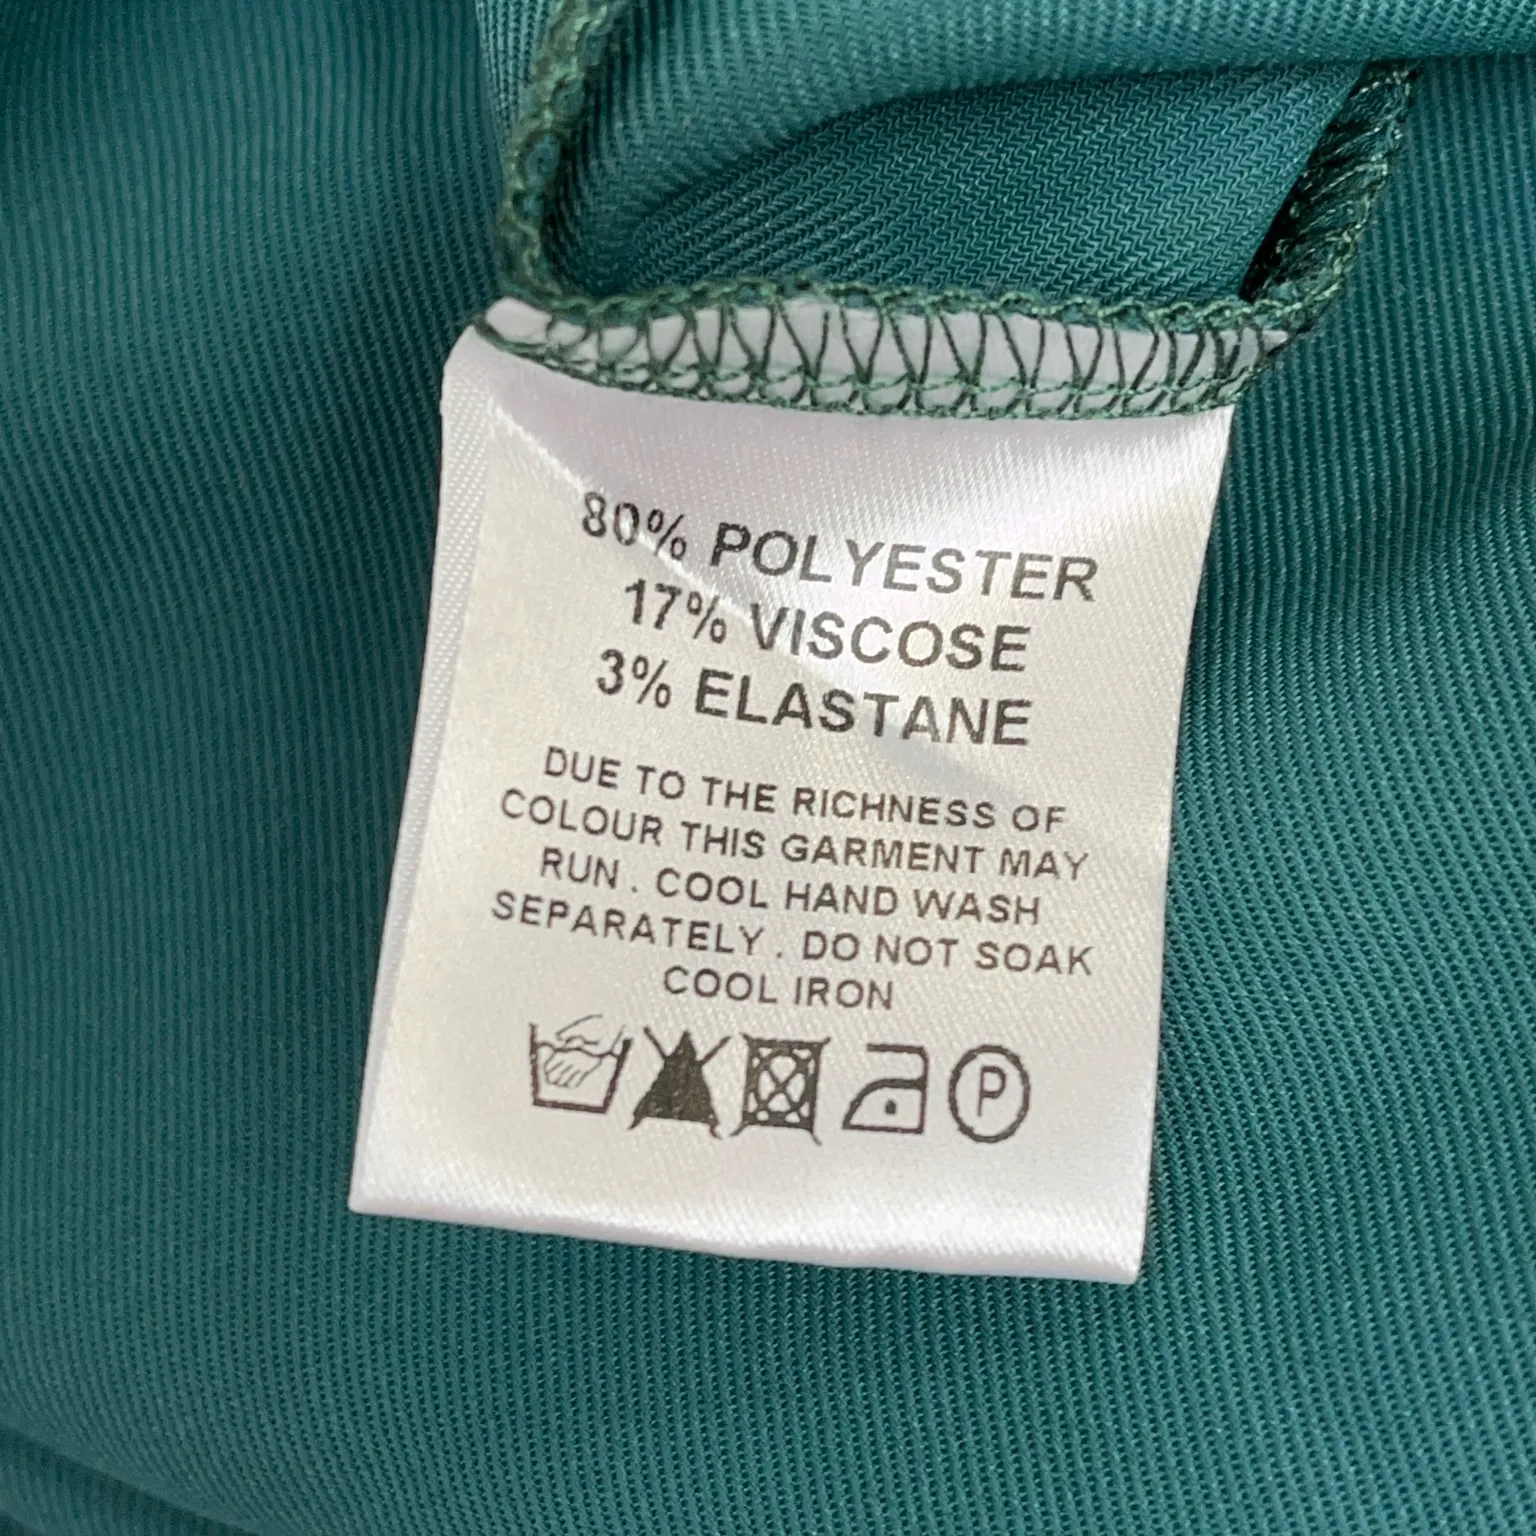 80% POLYESTER
17% VISCOSE
3% ELASTANE
DUE TO THE RICHNESS OF
COLOUR THIS GARMENT MAY
RUN . COOL HAND WASH
SEPARATELY . DO NOT SOAK
COOL IRON
P